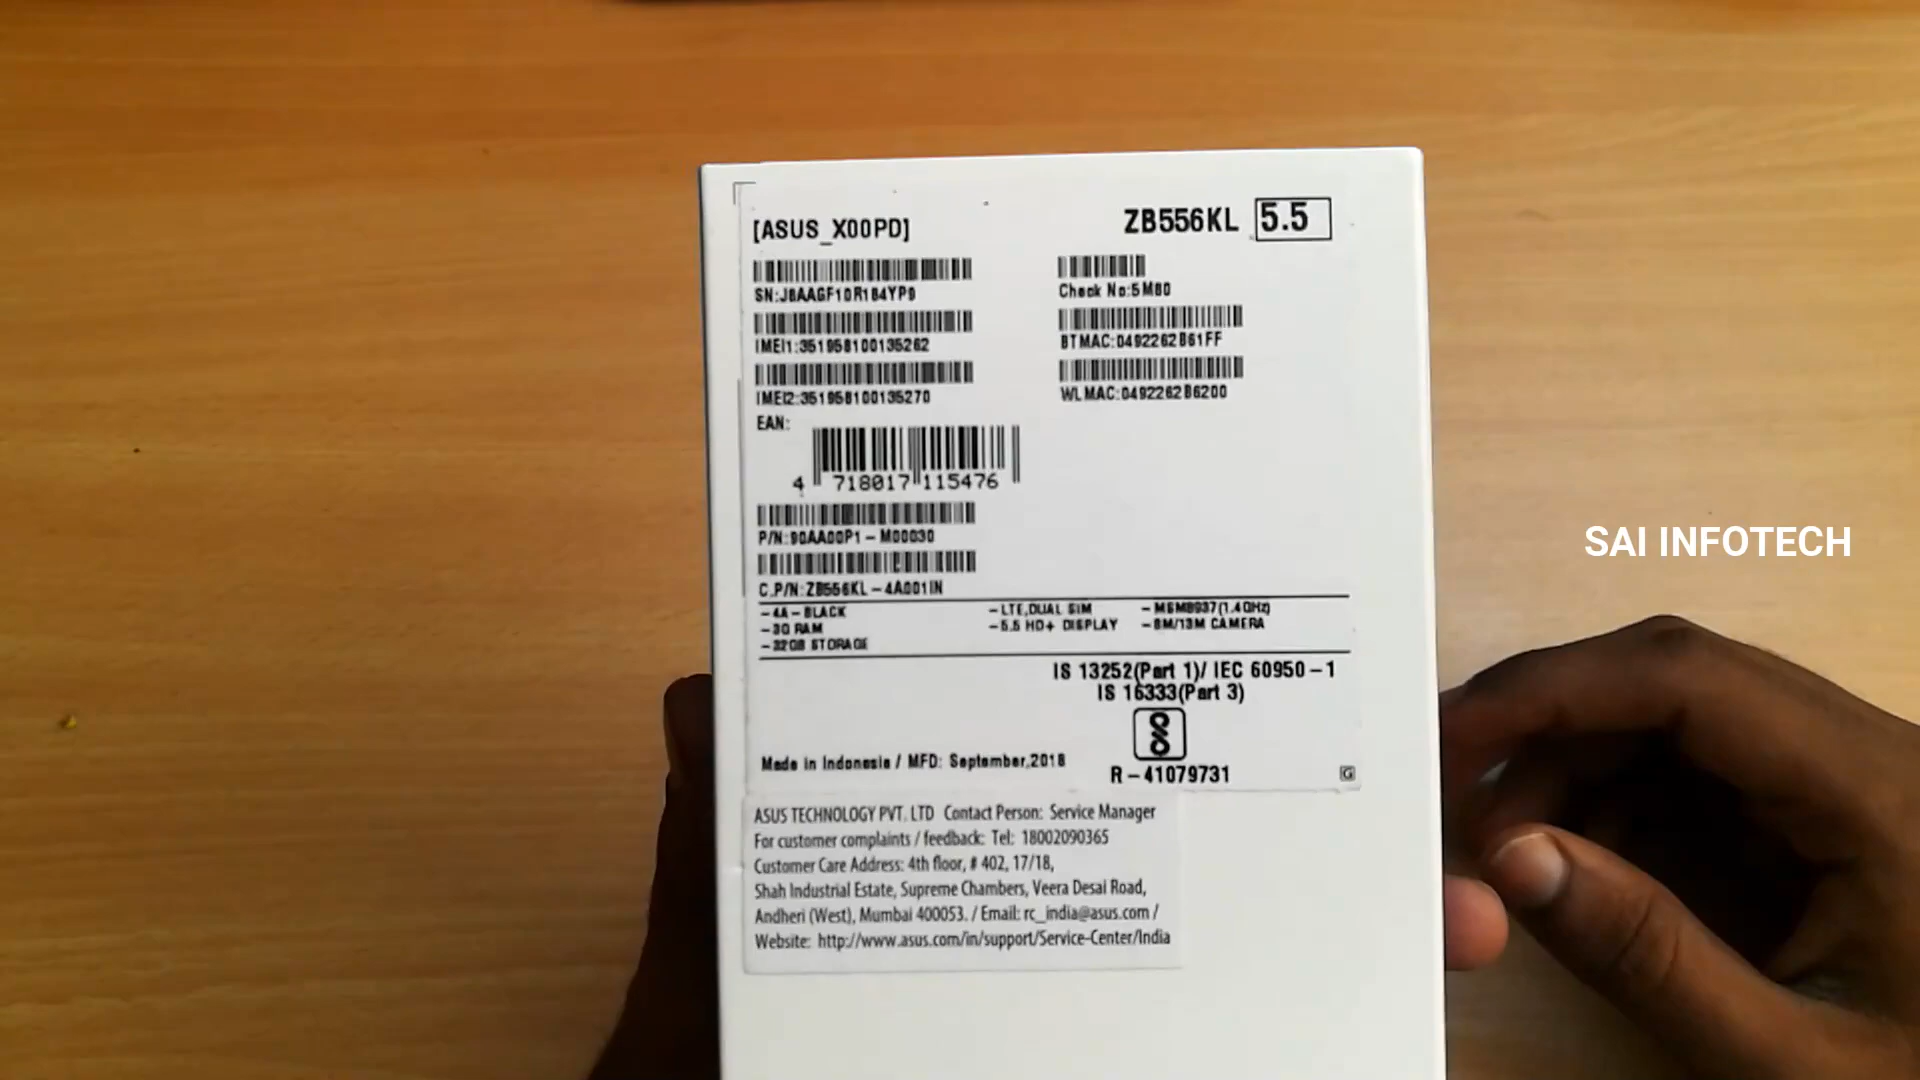 [ASUS_X00PD]
ZB556KL 5.5
SN:J8AAGF10R184YP9
Check No:5M80
IMEI1:351958100135262
BTMAC:0492262B61FF
IMEI2:351958100135270
WLMAC:0492262B6200
EAN:
4 718017 115476
P/N:90AA00P1-M00030
C.P/N:ZB556KL-4A001IN
-4A-BLACK
-LTE,DUAL SIM
-MSM8937(1.4GHz)
-3G RAM
-5.5 HD+ DISPLAY
-8M/13M CAMERA
-32GB STORAGE
IS 13252(Part 1)/ IEC 60950-1
IS 16333(Part 3)
Made in Indonesia / MFD: September,2018
R-41079731
G
ASUS TECHNOLOGY PVT. LTD Contact Person: Service Manager
For customer complaints / feedback: Tel: 18002090365
Customer Care Address: 4th floor, # 402, 17/18,
Shah Industrial Estate, Supreme Chambers, Veera Desai Road,
Andheri (West), Mumbai 400053. / Email: rc_india@asus.com /
Website: http://www.asus.com/in/support/Service-Center/India
SAI INFOTECH